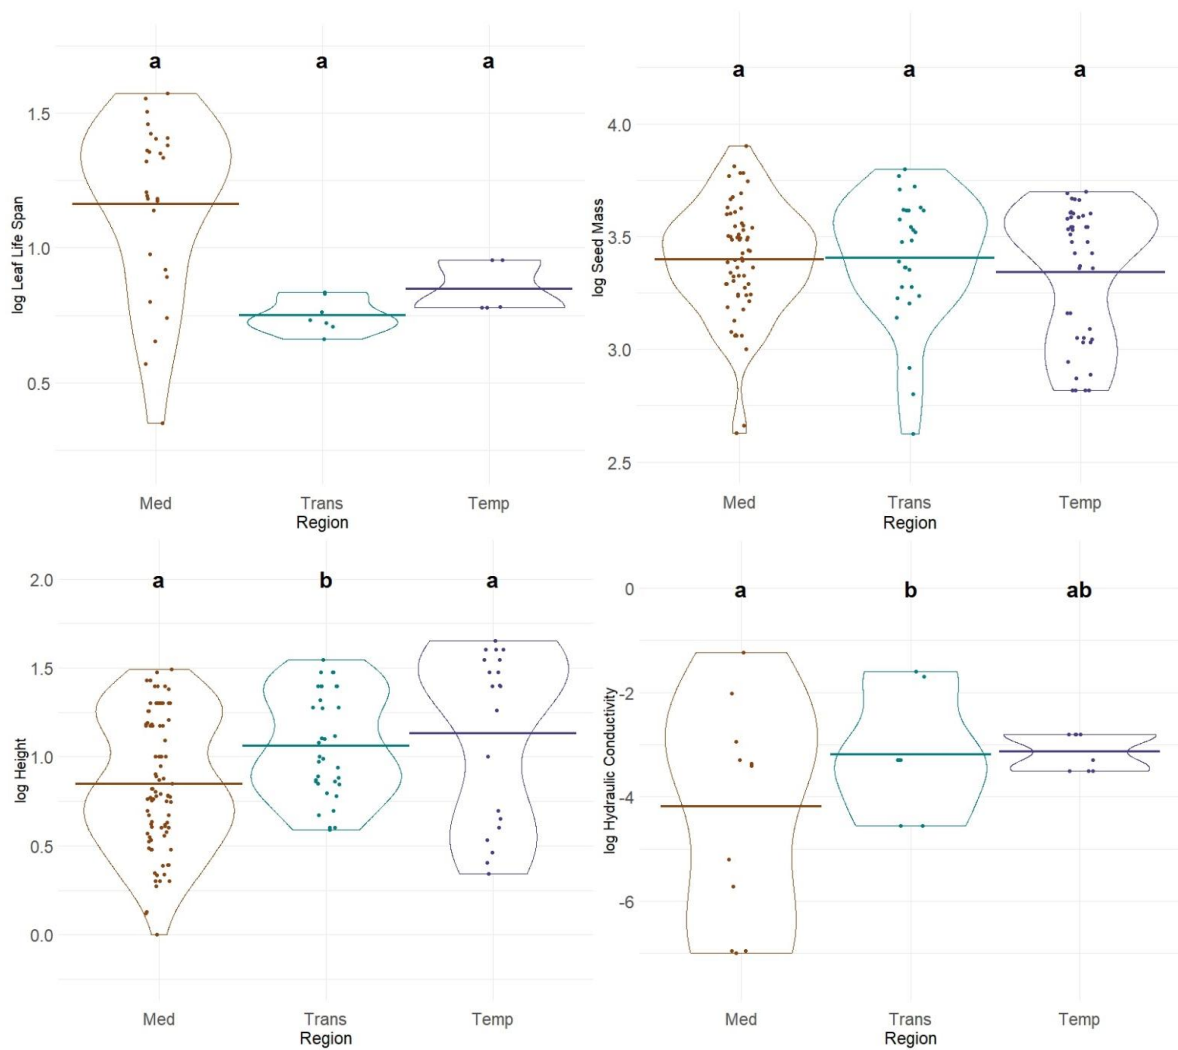 a a a
log Leaf Life Span
1.5
1.0
0.5
Med Trans Temp
Region
a a a
log Seed Mass
4.0
3.5
3.0
2.5
Med Trans Temp
Region
a b a
log Height
2.0
1.5
1.0
0.5
0.0
Med Trans Temp
Region
a b ab
log Hydraulic Conductivity
0
-2
-4
-6
Med Trans Temp
Region